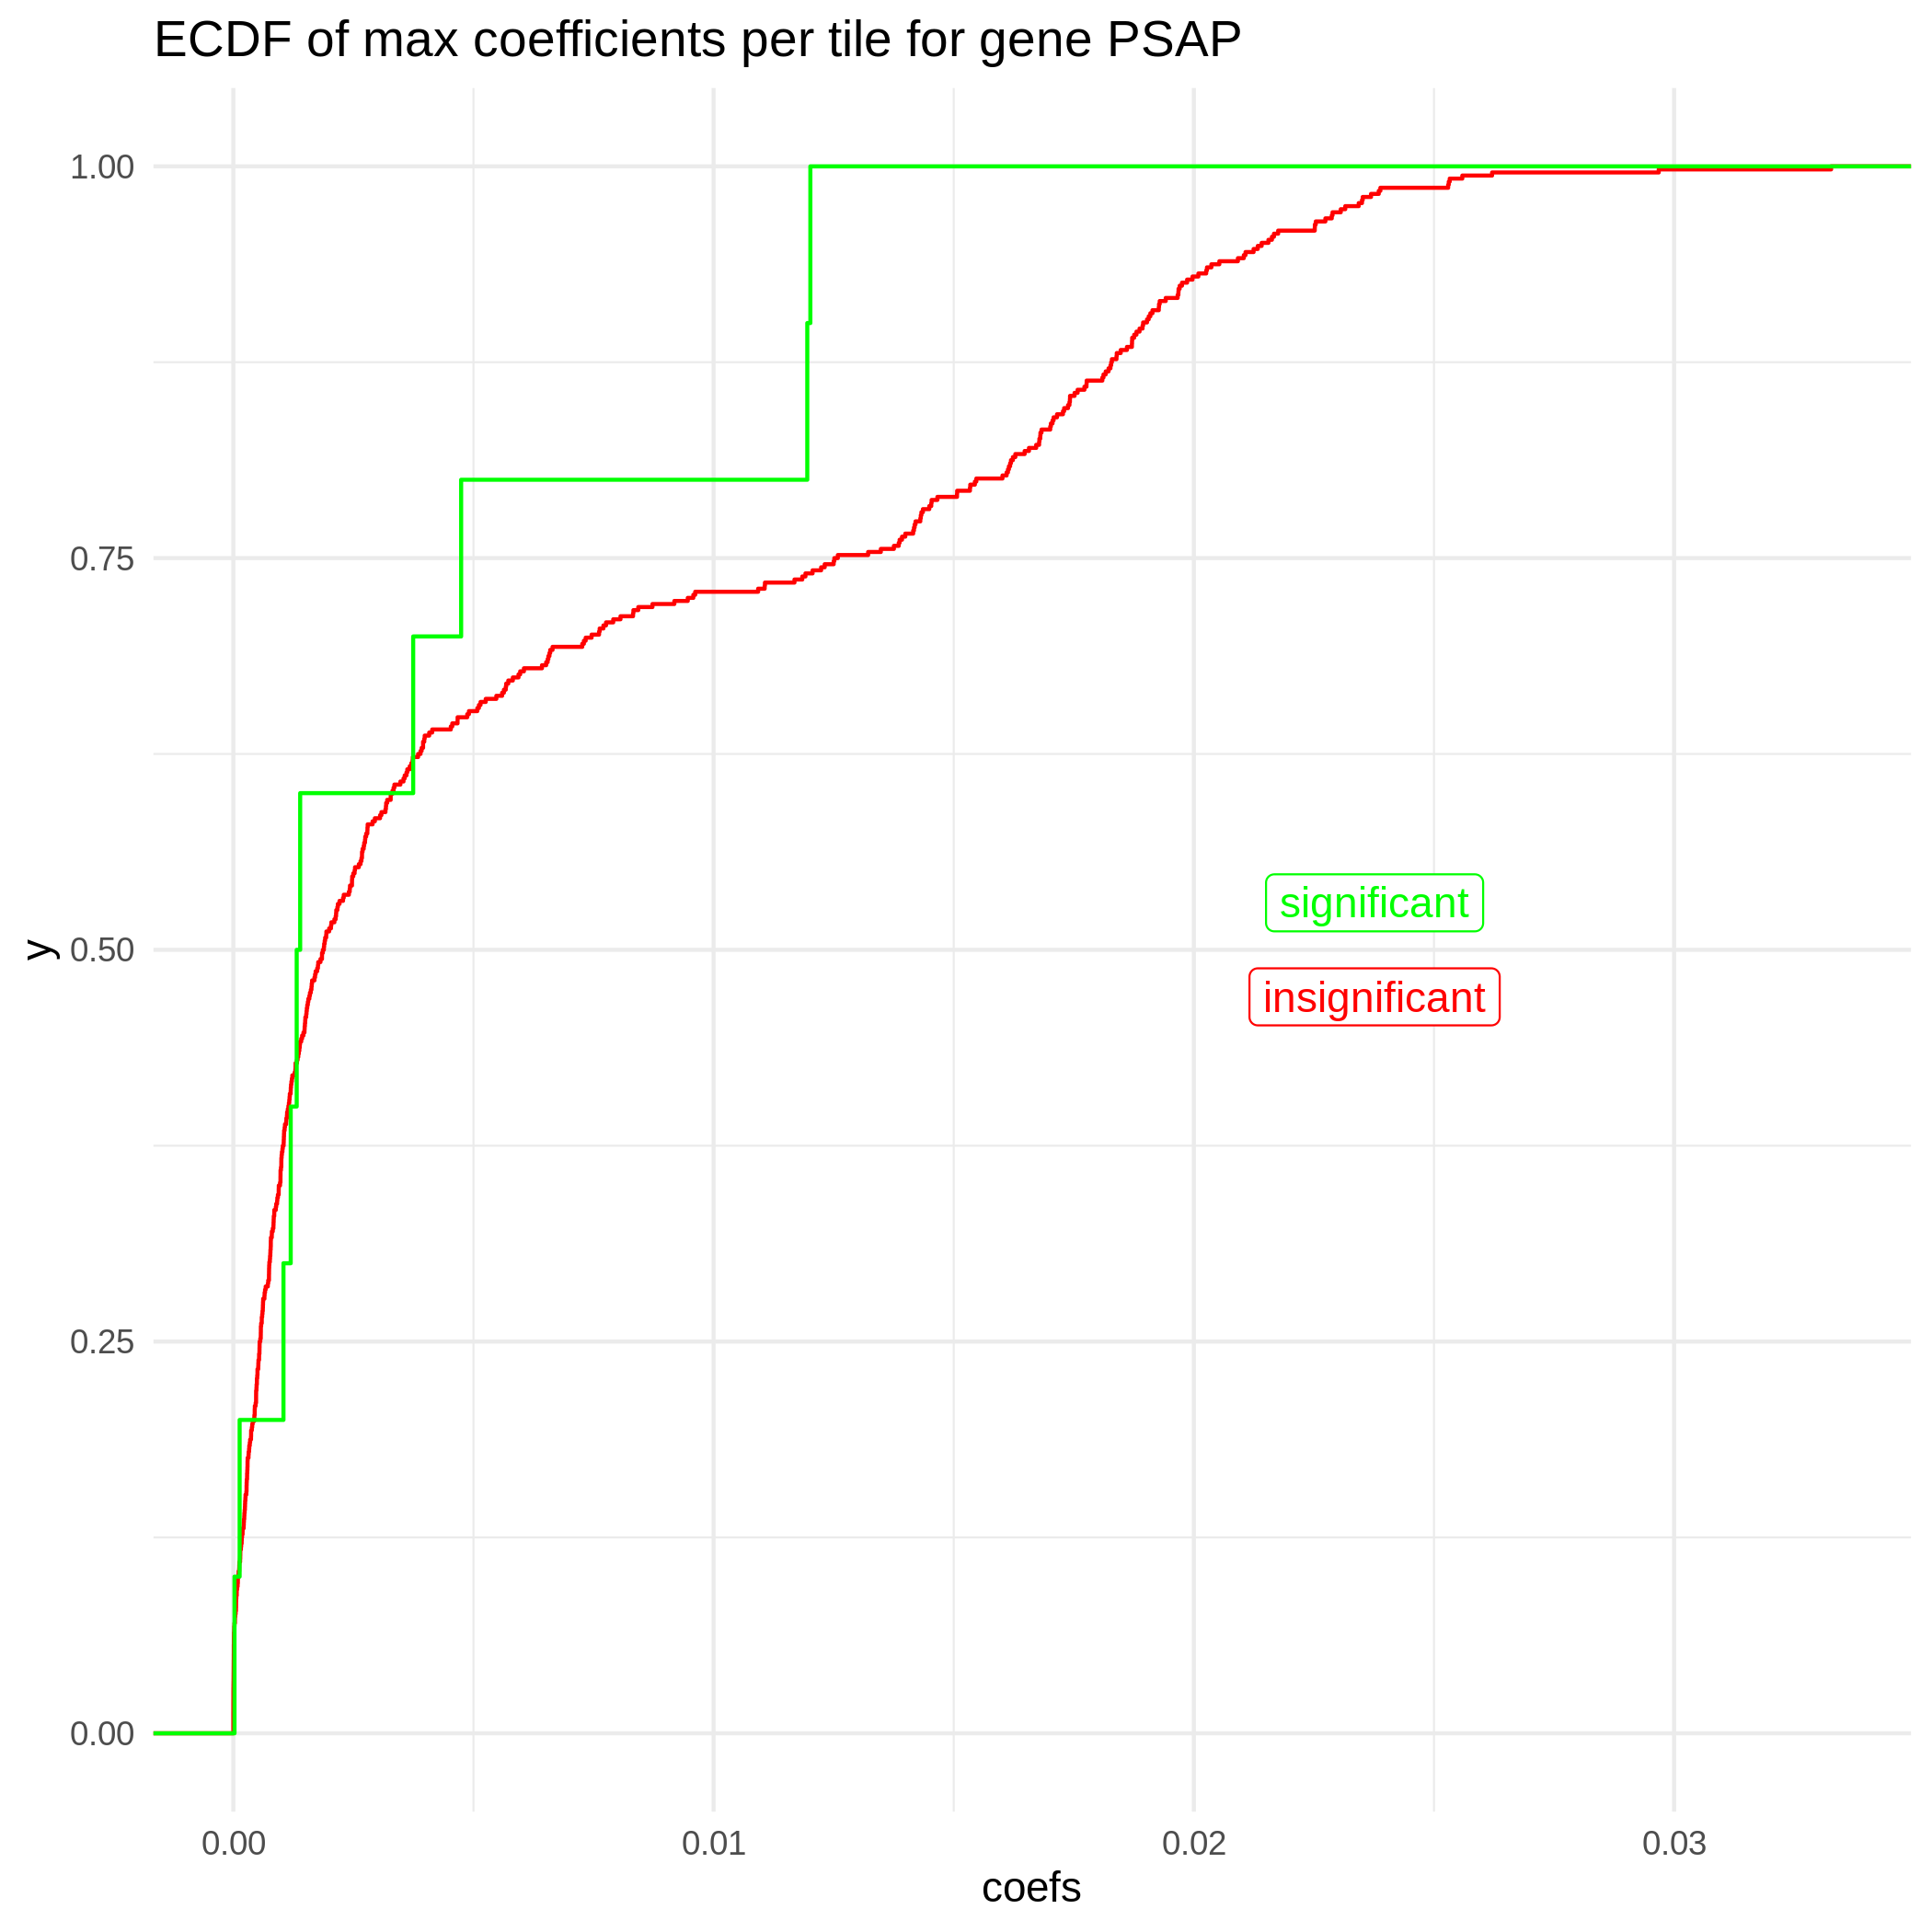 ECDF of max coefficients per tile for gene PSAP
1.00
0.75
0.50
0.25
0.00
y
significant
insignificant
0.00 0.01 0.02 0.03
coefs